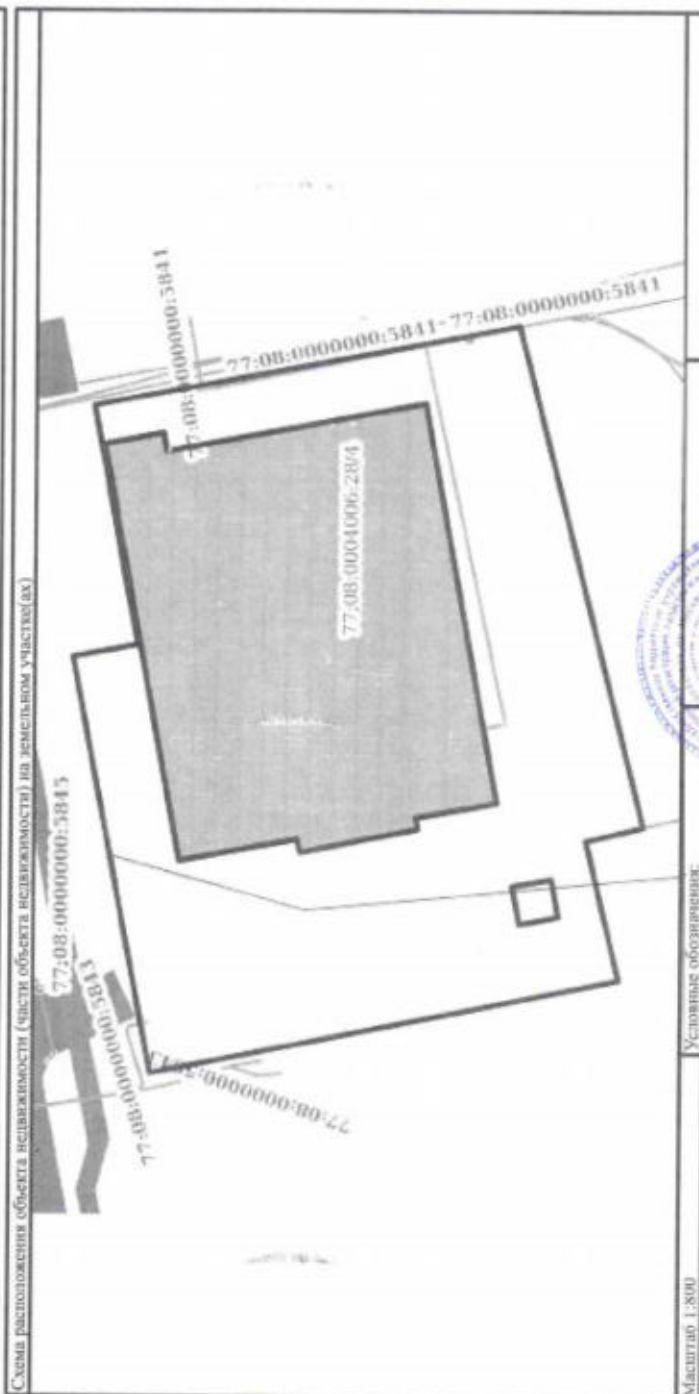 Схема расположения объекта недвижимости (части объекта недвижимости) на земельном участке(ах)
77:08:0000000:5845
77:08:0000000:5843
77:08:0000000:5843
77:08:0000000:5841
77:08:0000000:5841-77:08:0000000:5841
77:08:0004006:2874
Масштаб 1:800
Условные обозначения: